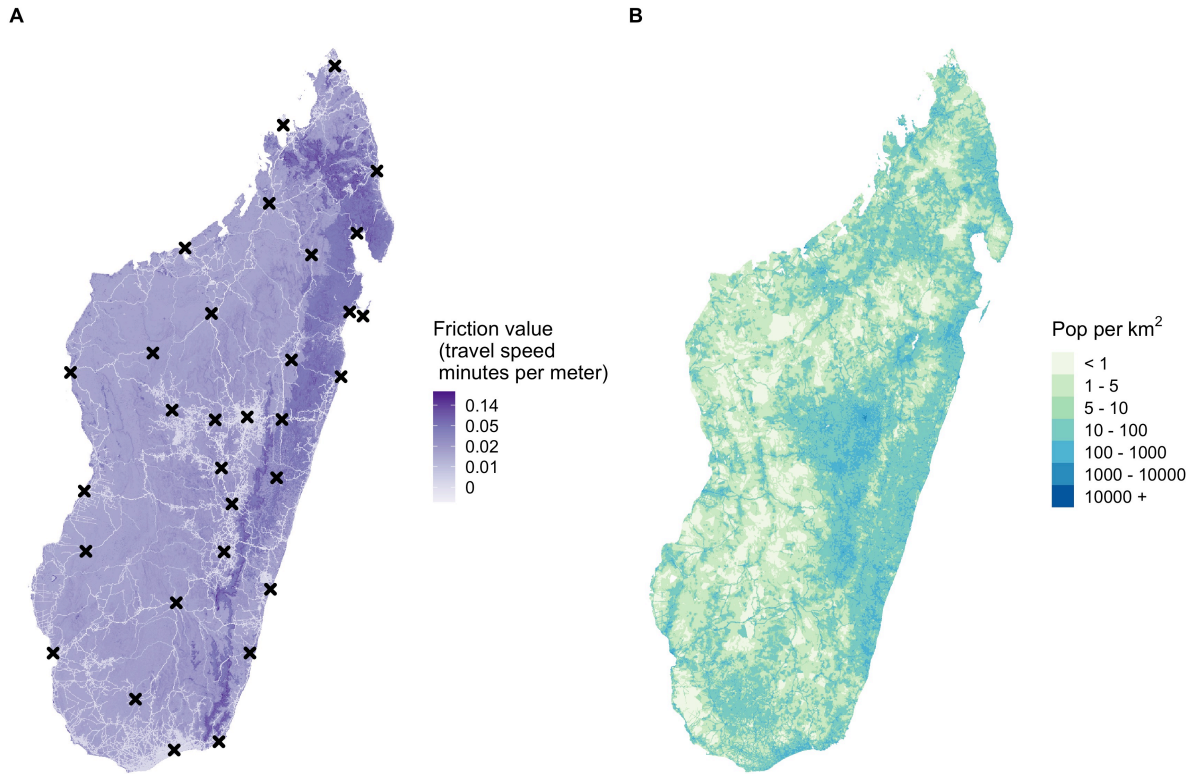 A
B
Friction value
(travel speed
minutes per meter)
0.14
0.05
0.02
0.01
0
Pop per km²
< 1
1 - 5
5 - 10
10 - 100
100 - 1000
1000 - 10000
10000 +